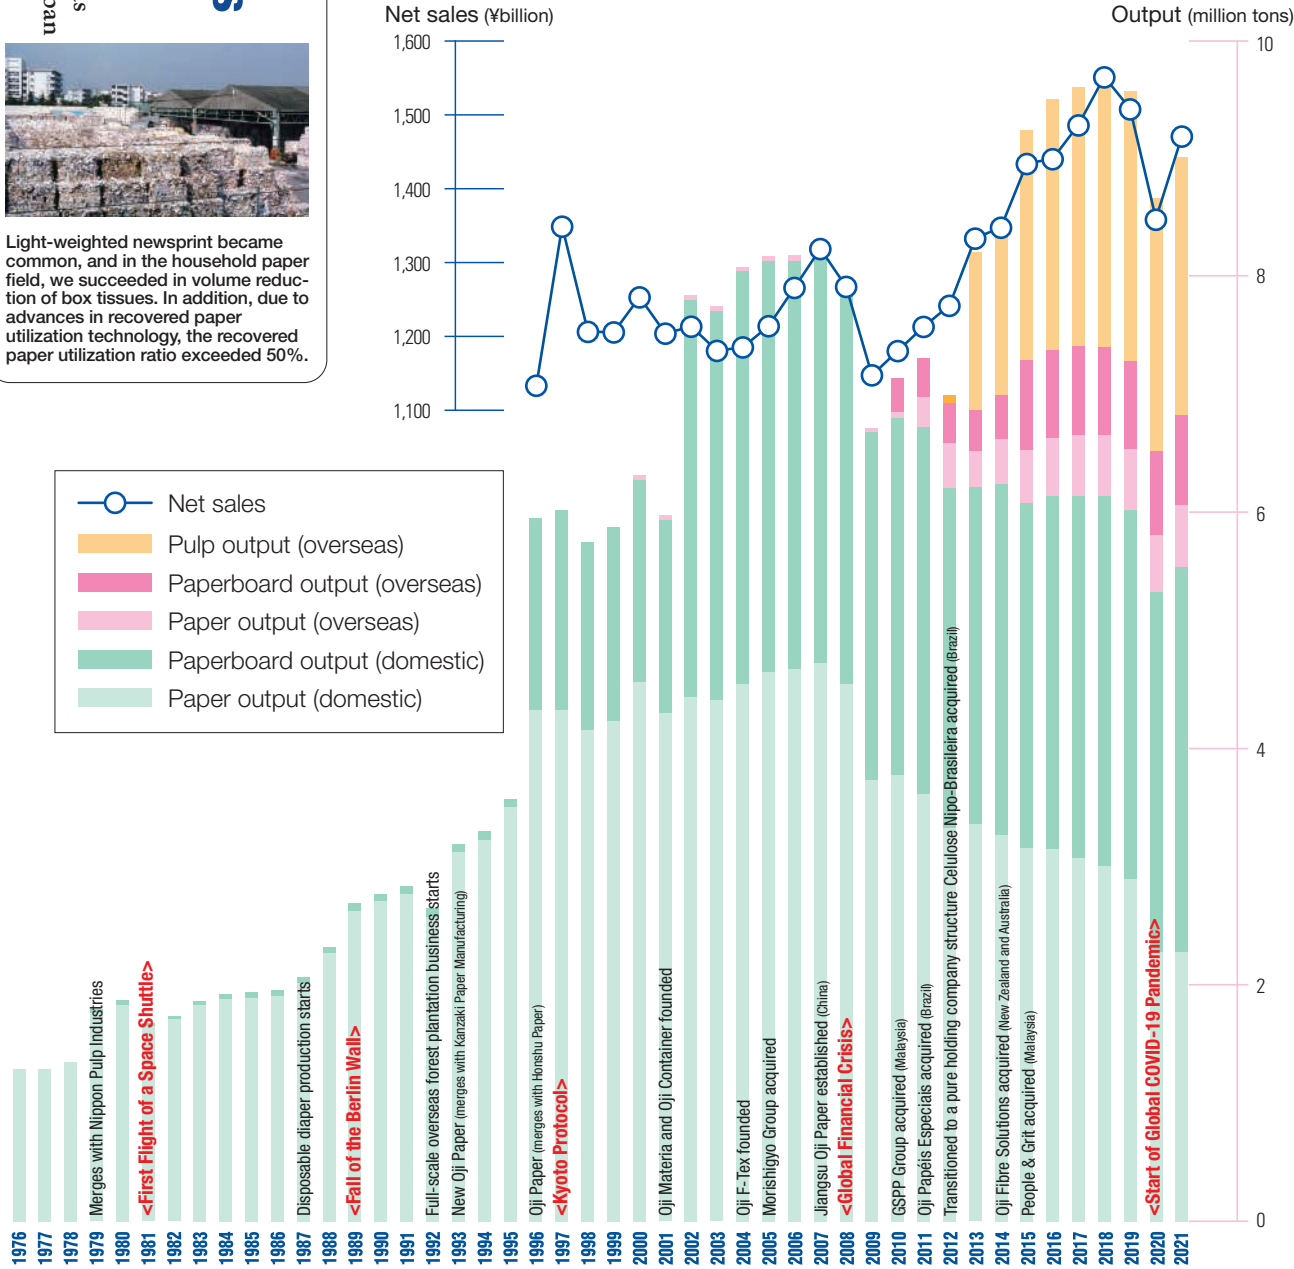 pan
Light-weighted newsprint became
common, and in the household paper
field, we succeeded in volume reduc-
tion of box tissues. In addition, due to
advances in recovered paper
utilization technology, the recovered
paper utilization ratio exceeded 50%.
Net sales (¥billion)
Output (million tons)
1,600
1,500
1,400
1,300
1,200
1,100
10
8
6
4
2
0
Net sales
Pulp output (overseas)
Paperboard output (overseas)
Paper output (overseas)
Paperboard output (domestic)
Paper output (domestic)
Merges with Nippon Pulp Industries
<First Flight of a Space Shuttle>
Disposable diaper production starts
<Fall of the Berlin Wall>
Full-scale overseas forest plantation business starts
New Oji Paper (merges with Kanzaki Paper Manufacturing)
Oji Paper (merges with Honshu Paper)
<Kyoto Protocol>
Oji Materia and Oji Container founded
Oji F-Tex founded
Morishigyo Group acquired
Jiangsu Oji Paper established (China)
<Global Financial Crisis>
GSPP Group acquired (Malaysia)
Oji Papéis Especiais acquired (Brazil)
Transitioned to a pure holding company structure Celulose Nipo-Brasileira acquired (Brazil)
Oji Fibre Solutions acquired (New Zealand and Australia)
People & Grit acquired (Malaysia)
<Start of Global COVID-19 Pandemic>
1976
1977
1978
1979
1980
1981
1982
1983
1984
1985
1986
1987
1988
1989
1990
1991
1992
1993
1994
1995
1996
1997
1998
1999
2000
2001
2002
2003
2004
2005
2006
2007
2008
2009
2010
2011
2012
2013
2014
2015
2016
2017
2018
2019
2020
2021